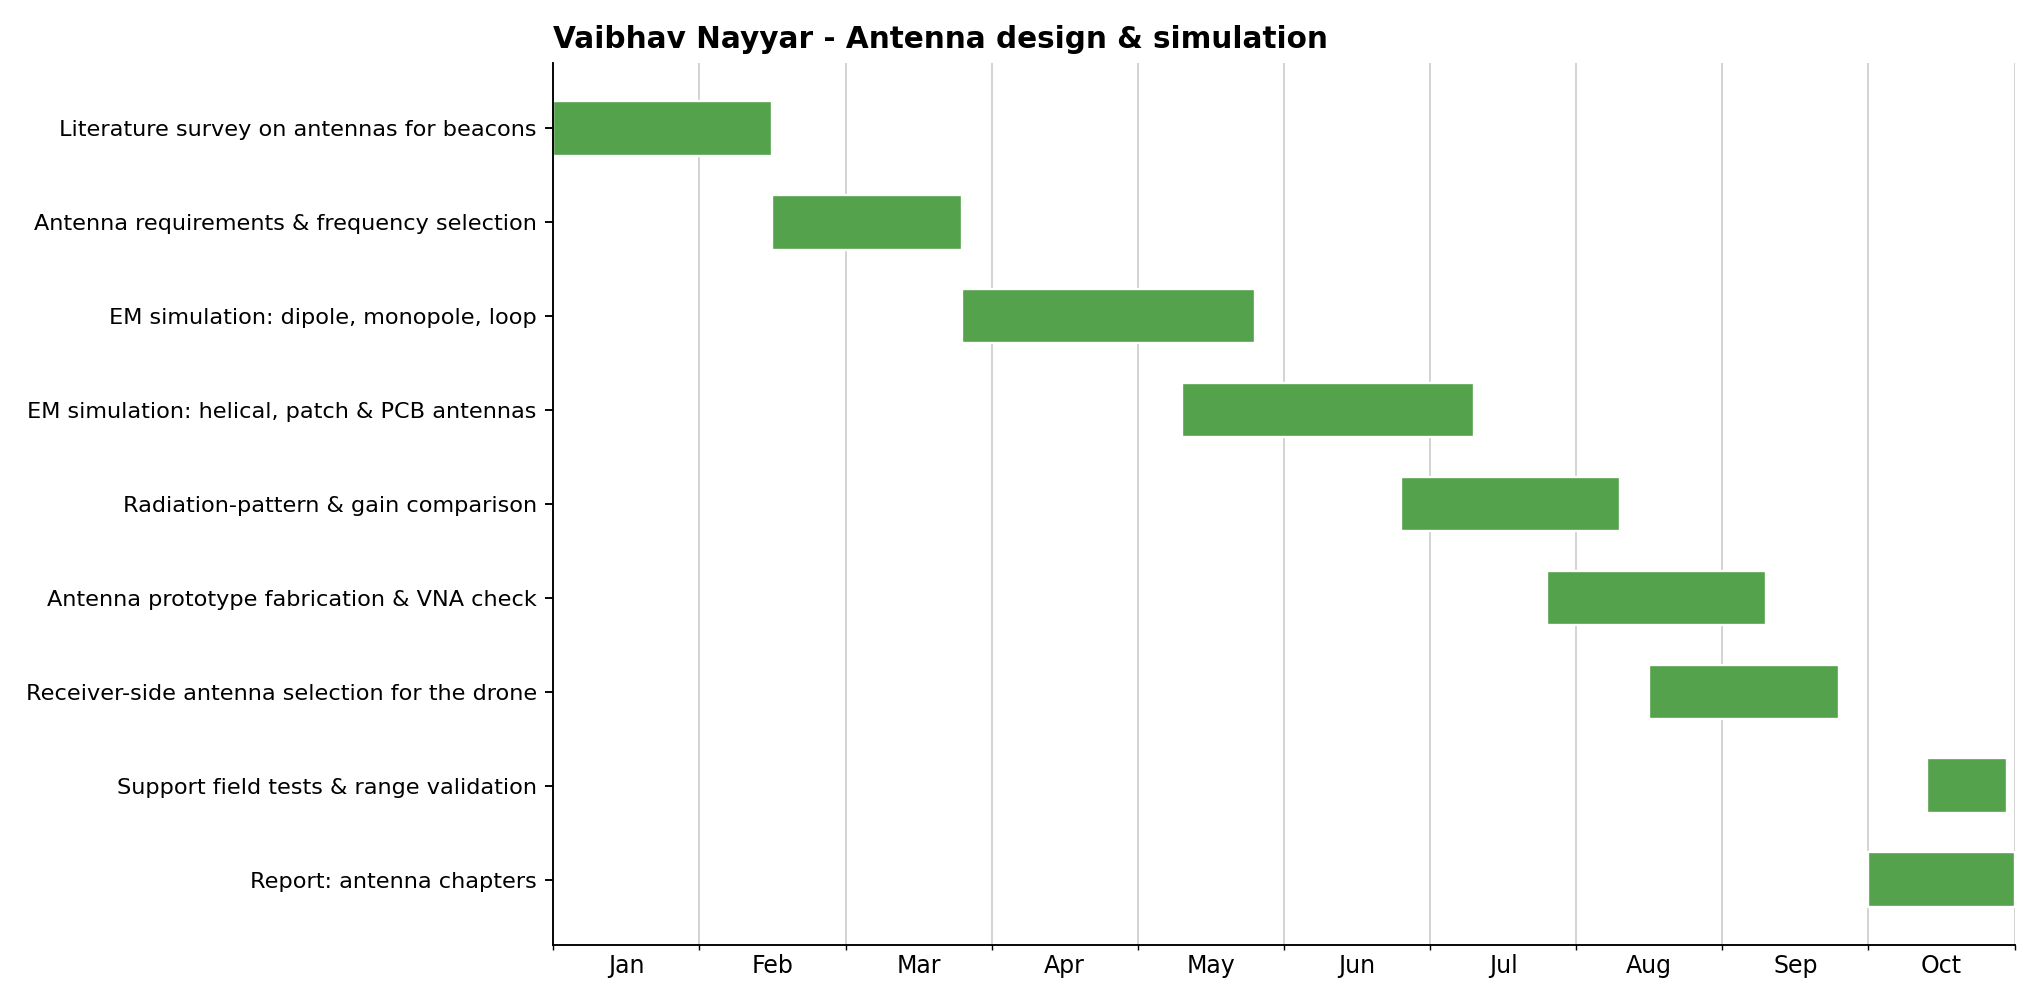 Vaibhav Nayyar - Antenna design & simulation
Literature survey on antennas for beacons
Antenna requirements & frequency selection
EM simulation: dipole, monopole, loop
EM simulation: helical, patch & PCB antennas
Radiation-pattern & gain comparison
Antenna prototype fabrication & VNA check
Receiver-side antenna selection for the drone
Support field tests & range validation
Report: antenna chapters
Jan Feb Mar Apr May Jun Jul Aug Sep Oct